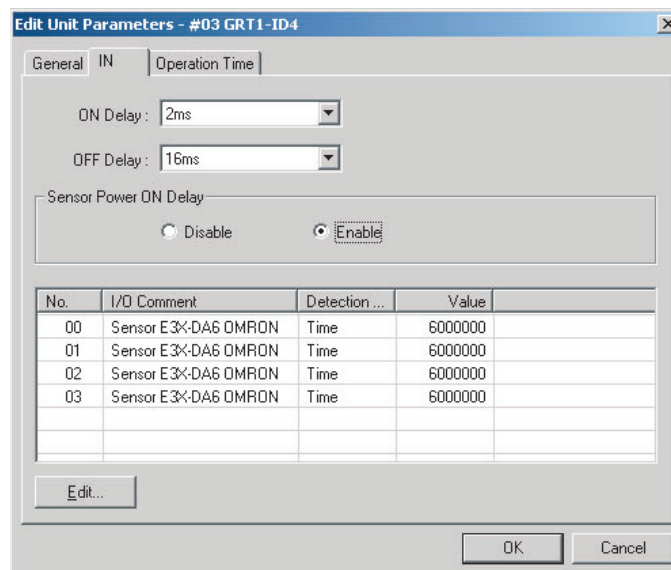 Edit Unit Parameters - #03 GRT1-ID4
General IN Operation Time
ON Delay : 2ms
OFF Delay : 16ms
Sensor Power ON Delay
Disable Enable
No. I/O Comment Detection ... Value
00 Sensor E3X-DA6 OMRON Time 6000000
01 Sensor E3X-DA6 OMRON Time 6000000
02 Sensor E3X-DA6 OMRON Time 6000000
03 Sensor E3X-DA6 OMRON Time 6000000
Edit...
OK Cancel